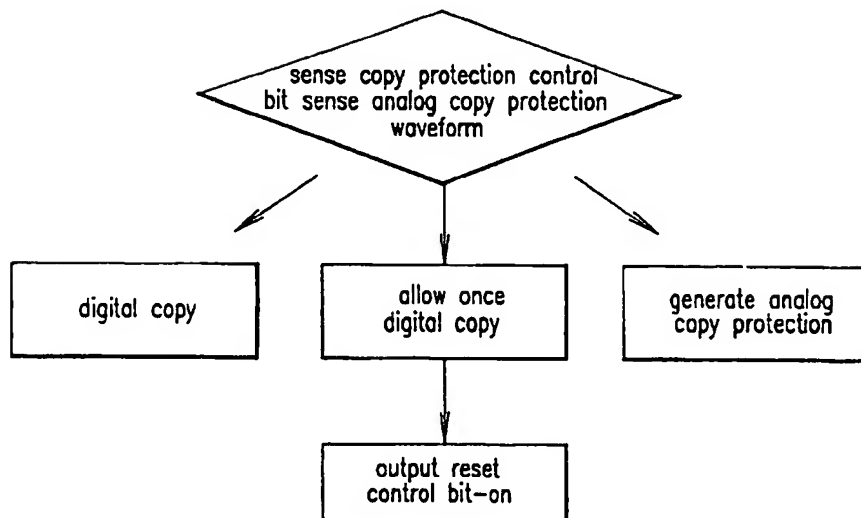 sense copy protection control
bit sense analog copy protection
waveform
digital copy
allow once
digital copy
generate analog
copy protection
output reset
control bit-on